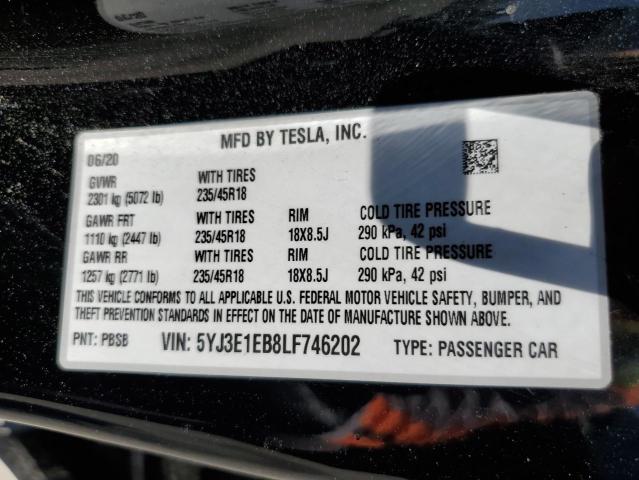 MFD BY TESLA, INC.
06/20
GVWR WITH TIRES
2301 kg (5072 lb) 235/45R18
GAWR FRT WITH TIRES RIM COLD TIRE PRESSURE
1110 kg (2447 lb) 235/45R18 18X8.5J 290 kPa, 42 psi
GAWR RR WITH TIRES RIM COLD TIRE PRESSURE
1257 kg (2771 lb) 235/45R18 18X8.5J 290 kPa, 42 psi
THIS VEHICLE CONFORMS TO ALL APPLICABLE U.S. FEDERAL MOTOR VEHICLE SAFETY, BUMPER, AND
THEFT PREVENTION STANDARDS IN EFFECT ON THE DATE OF MANUFACTURE SHOWN ABOVE.
PNT: PBSB VIN: 5YJ3E1EB8LF746202 TYPE: PASSENGER CAR